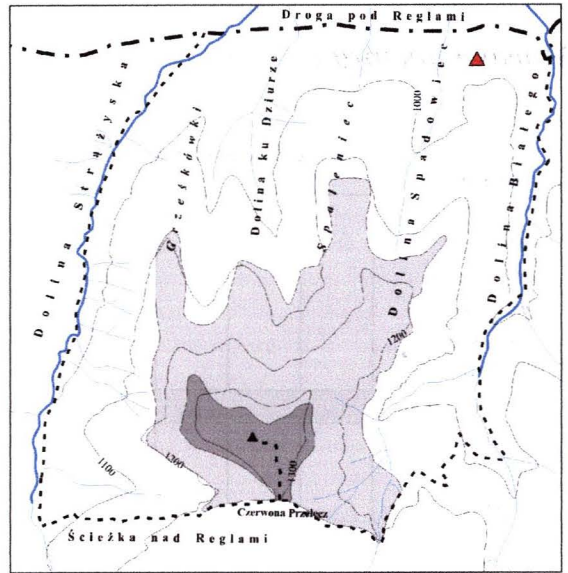 Droga pod Reglami
Dolina Strążyska
Grześkówki
Dolina ku Dziurze
Spaleniec
1000
Dolina Spadowiec
Dolina Białego
1200
1100
1200
1300
Czerwona Przełęcz
Ścieżka nad Reglami